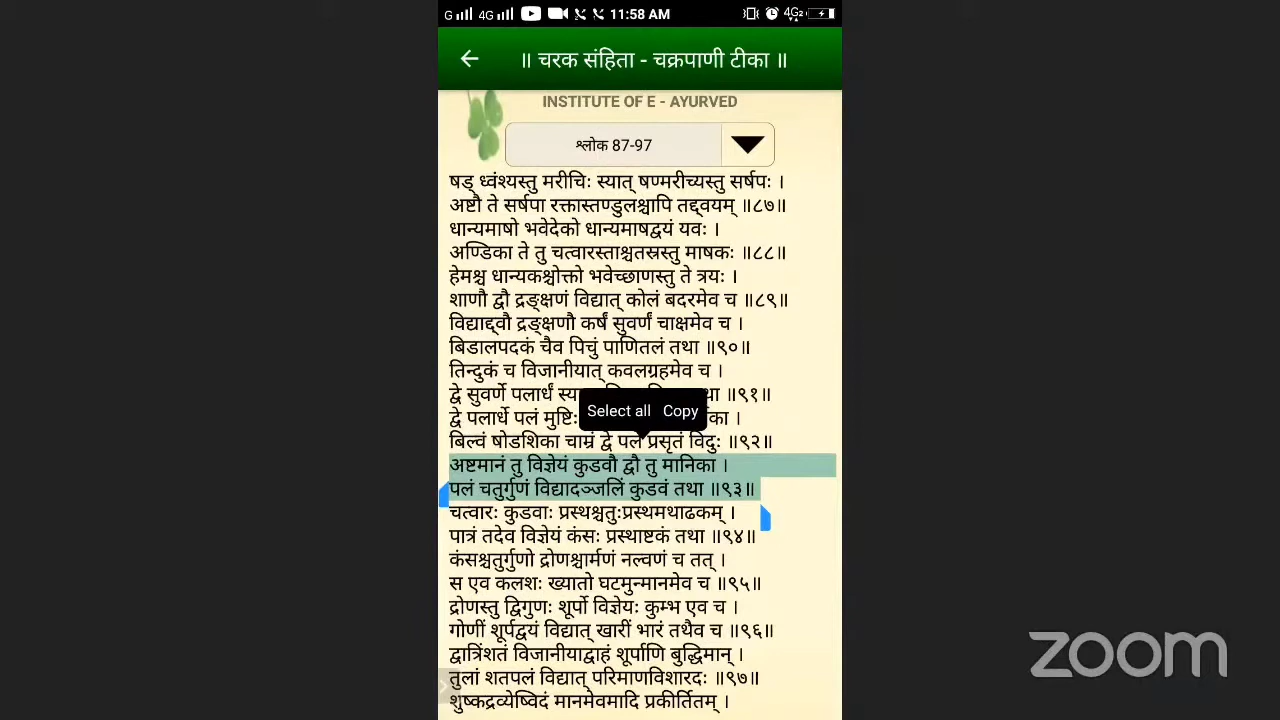 G 4G 11:58 AM 4G2
॥ चरक संहिता - चक्रपाणी टीका ॥
INSTITUTE OF E - AYURVED
श्लोक 87-97
षड् ध्वंश्यस्तु मरीचिः स्यात् षण्मरीच्यस्तु सर्षपः ।
अष्टौ ते सर्षपा रक्तास्तण्डुलश्चापि तद्द्वयम् ॥८७॥
धान्यमाषो भवेदेको धान्यमाषद्वयं यवः ।
अण्डिका ते तु चत्वारस्ताश्चतस्रस्तु माषकः ॥८८॥
हेमश्च धान्यकश्चोक्तो भवेच्छाणस्तु ते त्रयः ।
शाणौ द्वौ द्रङ्क्षणं विद्यात् कोलं बदरमेव च ॥८९॥
विद्याद्द्वौ द्रङ्क्षणौ कर्षं सुवर्णं चाक्षमेव च ।
बिडालपदकं चैव पिचुं पाणितलं तथा ॥९०॥
तिन्दुकं च विजानीयात् कवलग्रहमेव च ।
द्वे सुवर्णे पलार्धं ॥९१॥
Select all Copy
द्वे पलार्धे पलं मुष्टिः ।
बिल्वं षोडशिका चाम्रं द्वे पले प्रसृतं विदुः ॥९२॥
अष्टमानं तु विज्ञेयं कुडवौ द्वौ तु मानिका ।
पलं चतुर्गुणं विद्यादञ्जलिं कुडवं तथा ॥९३॥
चत्वारः कुडवाः प्रस्थश्चतुःप्रस्थमथाढकम् ।
पात्रं तदेव विज्ञेयं कंसः प्रस्थाष्टकं तथा ॥९४॥
कंसश्चतुर्गुणो द्रोणश्चार्मणं नल्वणं च तत् ।
स एव कलशः ख्यातो घटमुन्मानमेव च ॥९५॥
द्रोणस्तु द्विगुणः शूर्पो विज्ञेयः कुम्भ एव च ।
गोणीं शूर्पद्वयं विद्यात् खारीं भारं तथैव च ॥९६॥
द्वात्रिंशतं विजानीयाद्वाहं शूर्पाणि बुद्धिमान् ।
तुलां शतपलं विद्यात् परिमाणविशारदः ॥९७॥
शुष्कद्रव्येष्विदं मानमेवमादि प्रकीर्तितम् ।
zoom